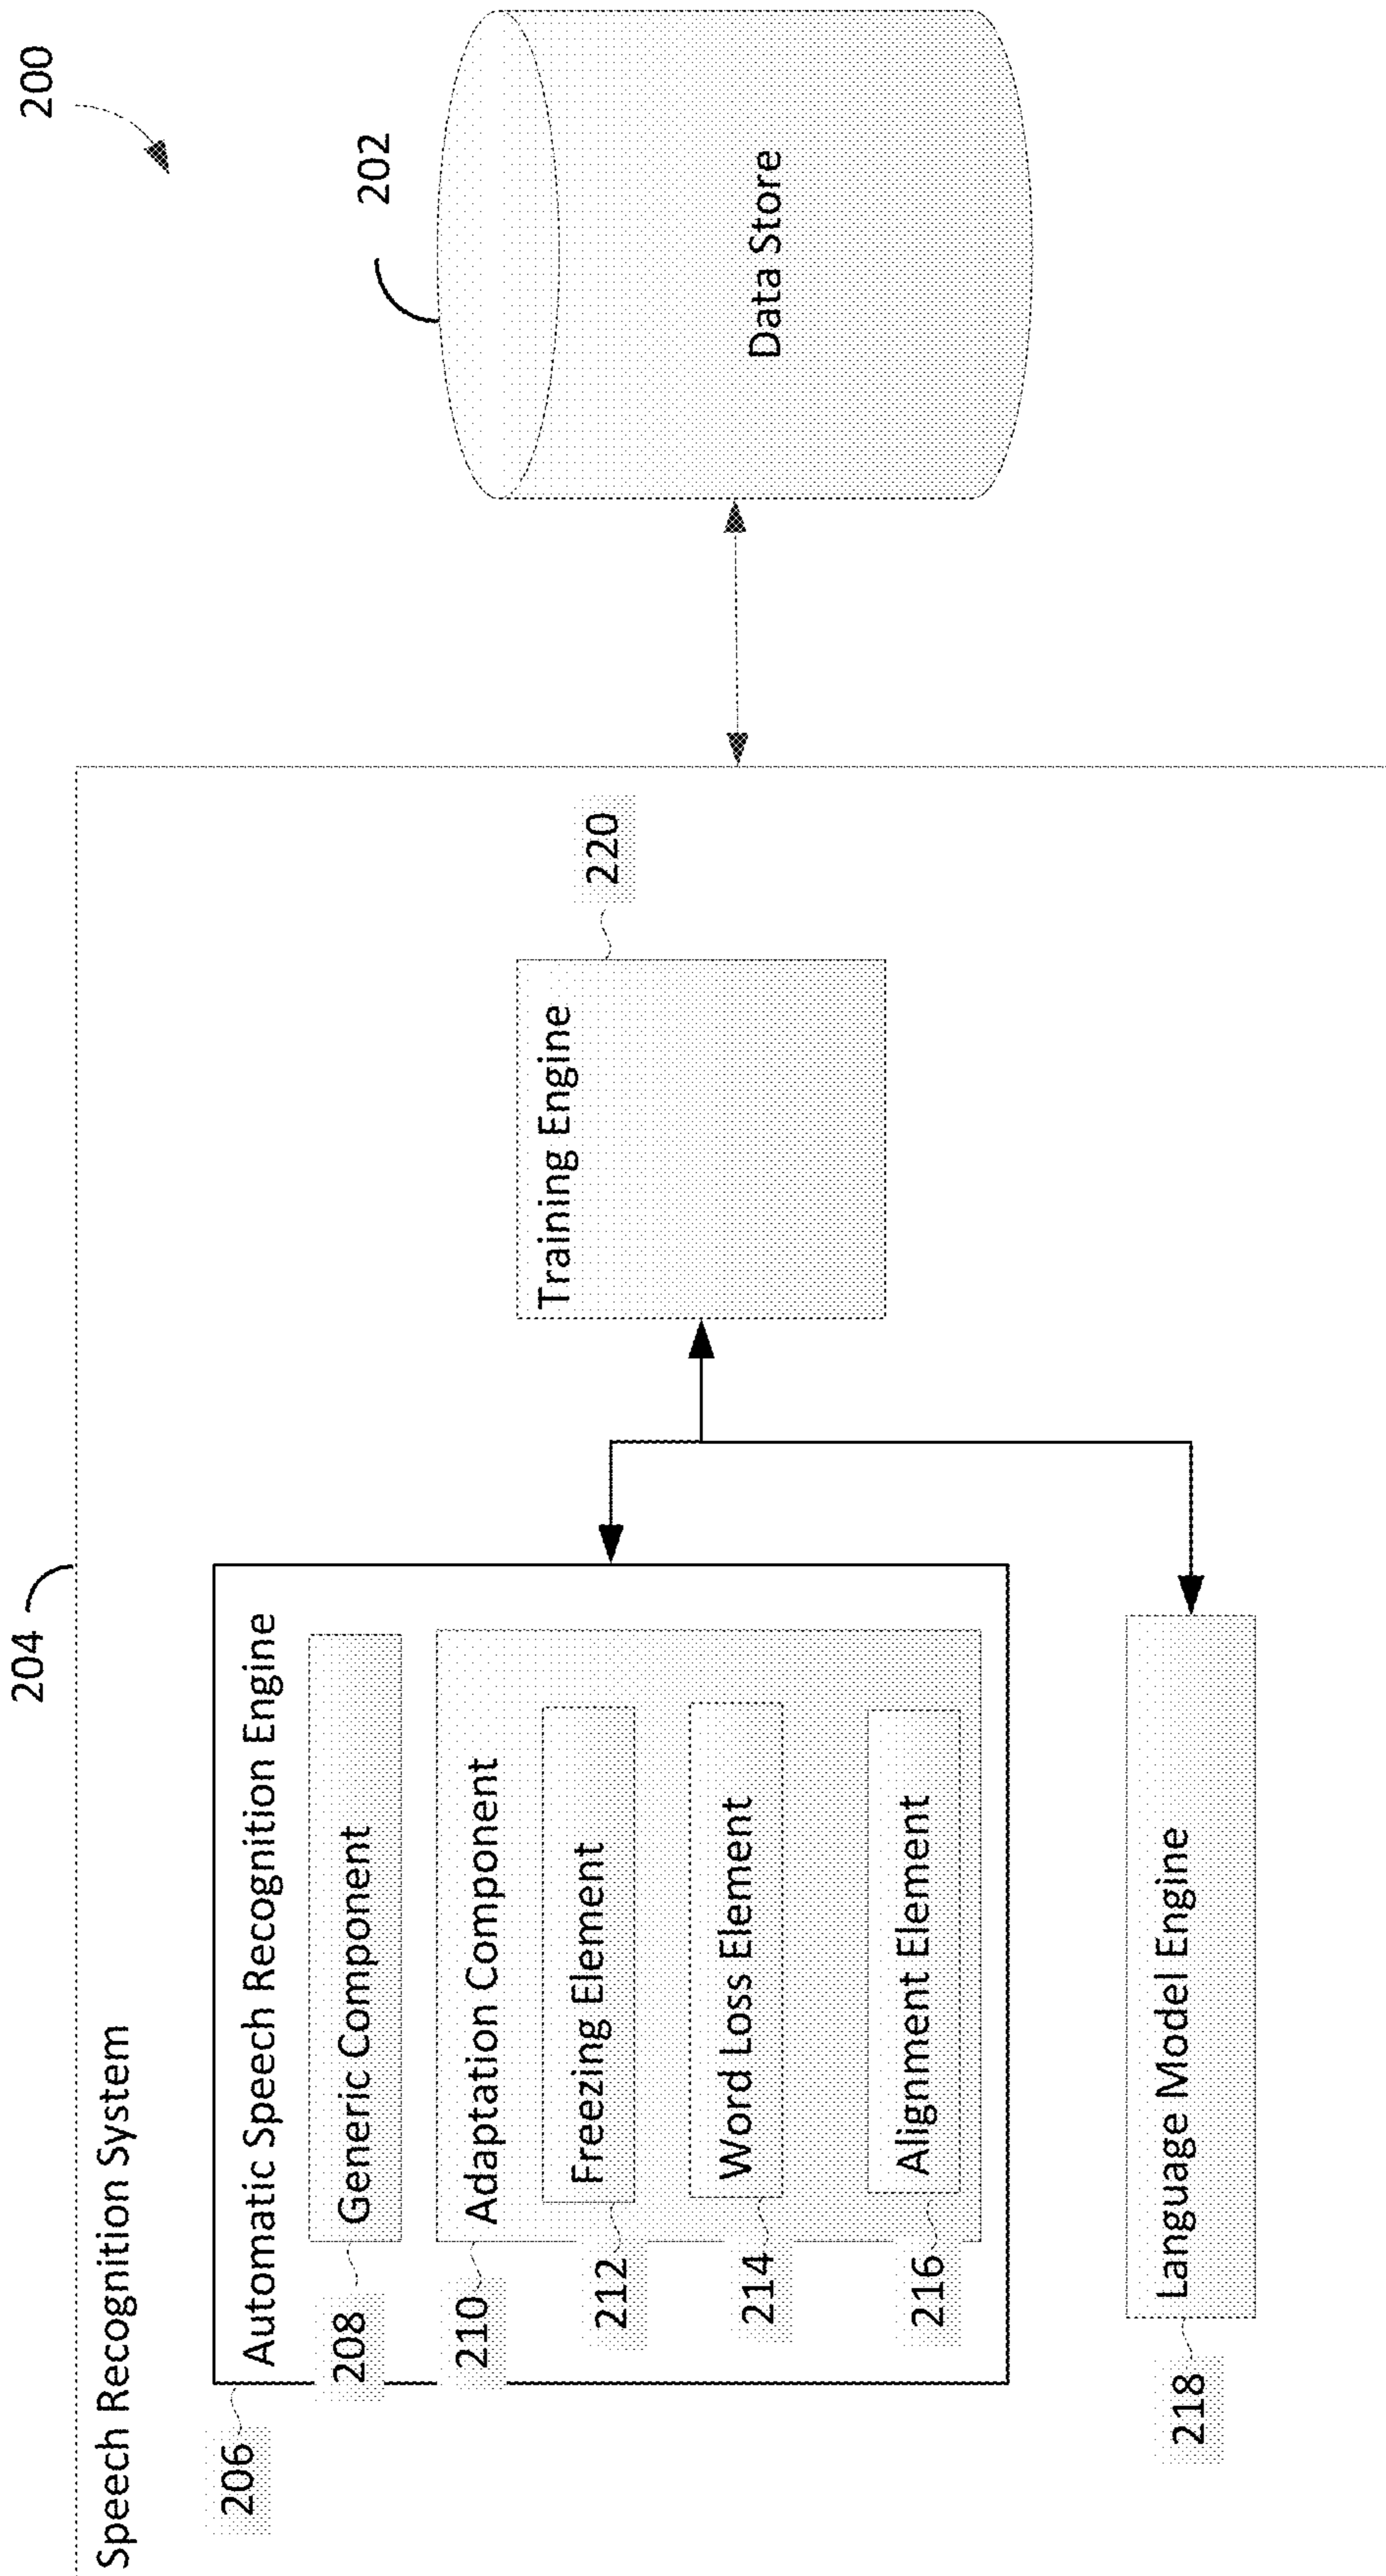 200
204
Speech Recognition System
206
Automatic Speech Recognition Engine
208
Generic Component
210
Adaptation Component
212
Freezing Element
214
Word Loss Element
216
Alignment Element
218
Language Model Engine
Training Engine
220
202
Data Store